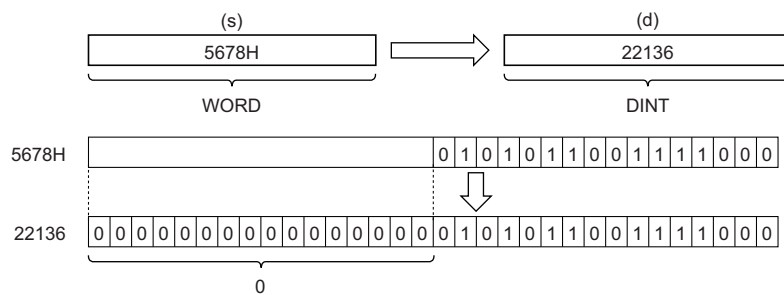 (s) (d)
5678H 22136
WORD DINT
5678H 0 1 0 1 0 1 1 0 0 1 1 1 1 0 0 0
22136 0 0 0 0 0 0 0 0 0 0 0 0 0 0 0 0 0 1 0 1 0 1 1 0 0 1 1 1 1 0 0 0
0